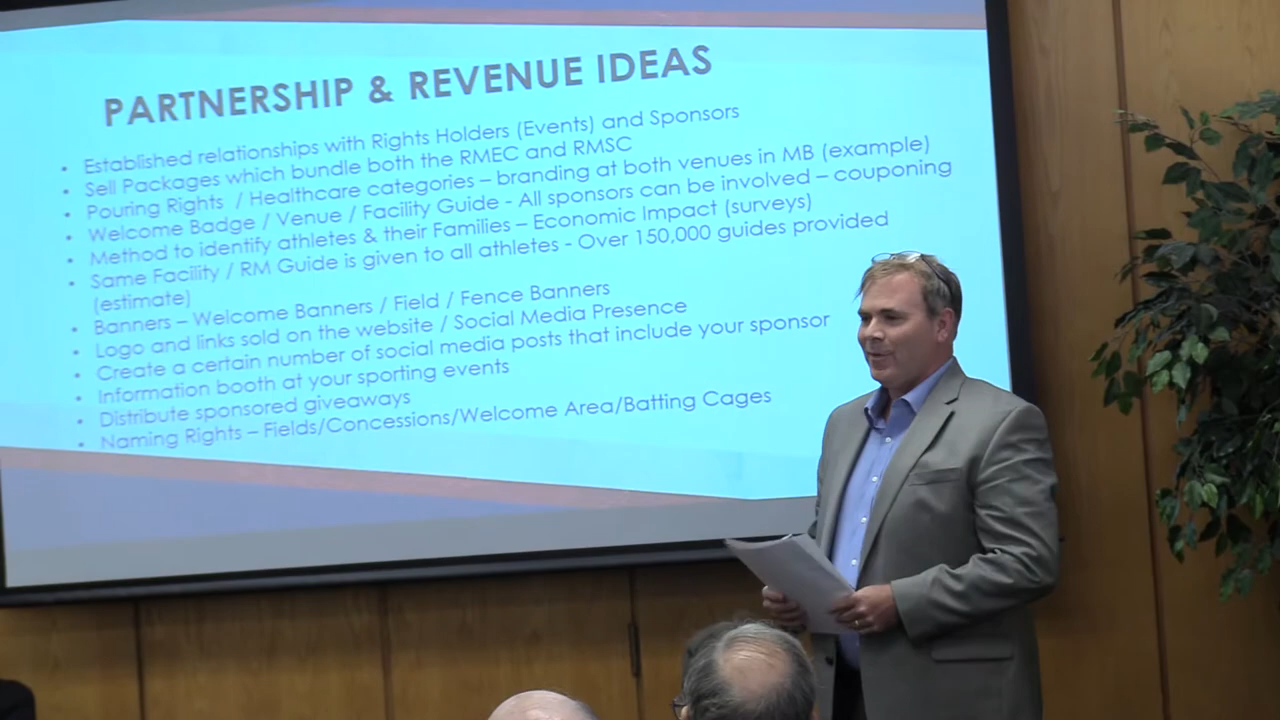 PARTNERSHIP & REVENUE IDEAS
• Established relationships with Rights Holders (Events) and Sponsors
• Sell Packages which bundle both the RMEC and RMSC
• Pouring Rights / Healthcare categories – branding at both venues in MB (example)
• Welcome Badge / Venue / Facility Guide - All sponsors can be involved – couponing
• Method to identify athletes & their Families – Economic Impact (surveys)
• Same Facility / RM Guide is given to all athletes - Over 150,000 guides provided
(estimate)
• Banners – Welcome Banners / Field / Fence Banners
• Logo and links sold on the website / Social Media Presence
• Create a certain number of social media posts that include your sponsor
• Information booth at your sporting events
• Distribute sponsored giveaways
• Naming Rights – Fields/Concessions/Welcome Area/Batting Cages